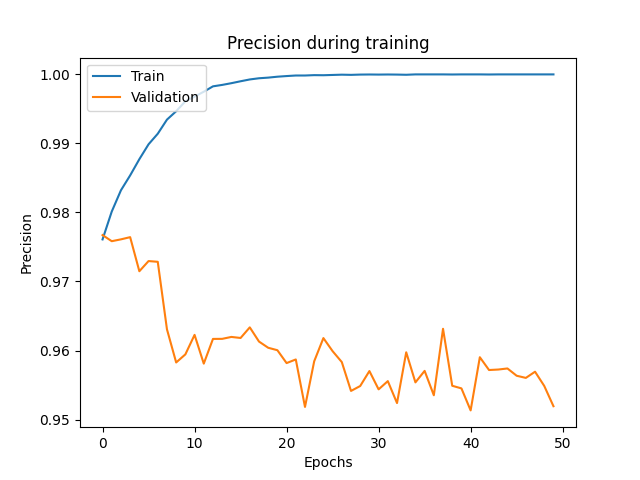 Precision during training
Train
Validation
Precision
1.00
0.99
0.98
0.97
0.96
0.95
0 10 20 30 40 50
Epochs